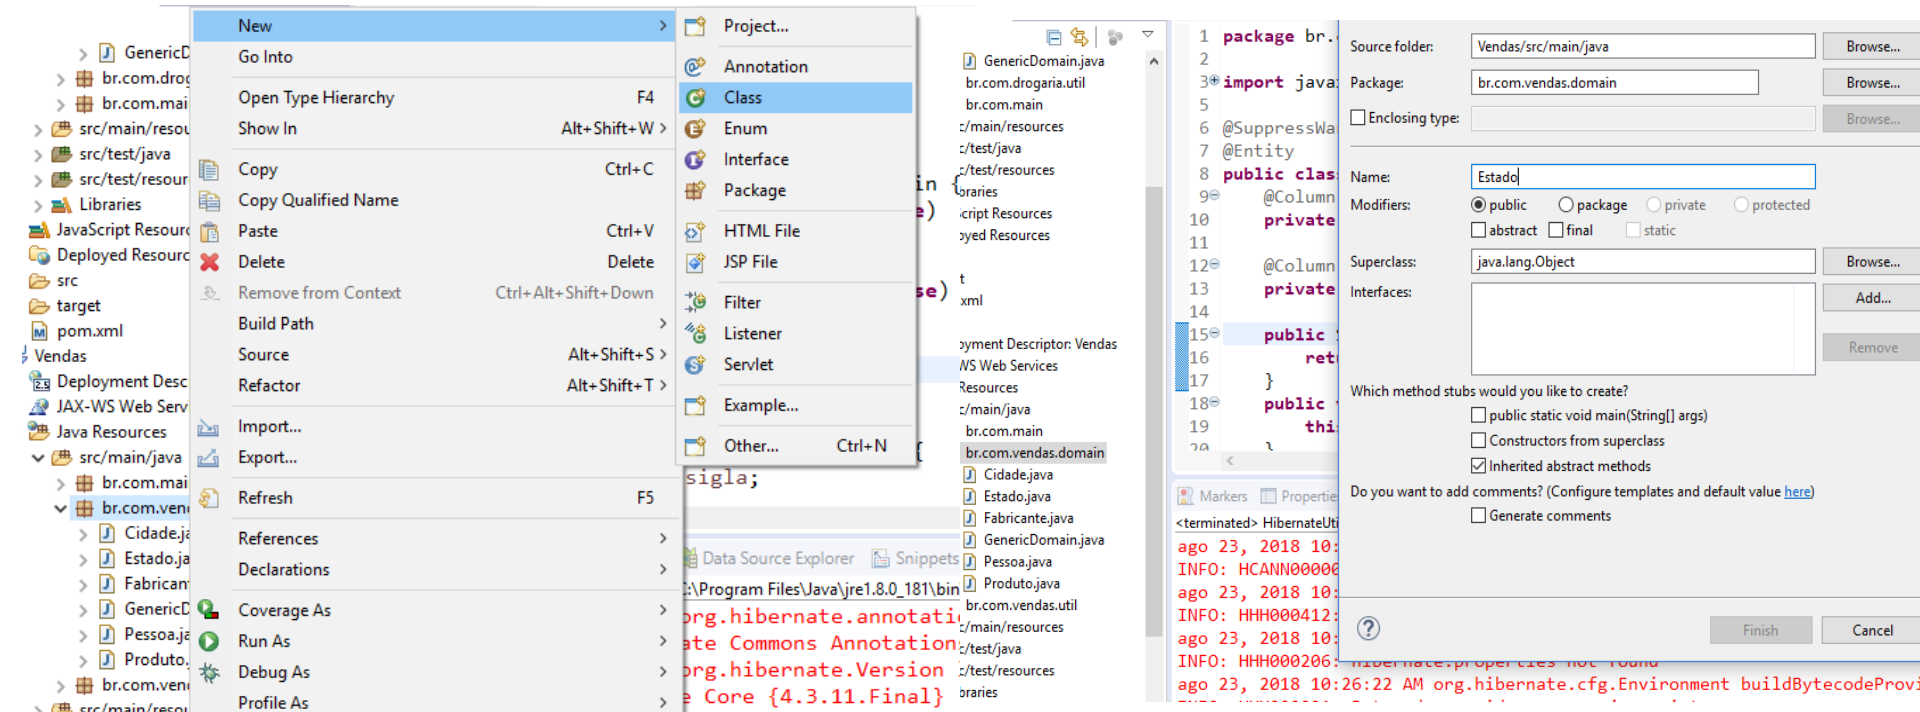 GenericD
br.com.drog
br.com.mai
src/main/resou
src/test/java
src/test/resour
Libraries
JavaScript Resourc
Deployed Resourc
src
target
pom.xml
Vendas
Deployment Desc
JAX-WS Web Serv
Java Resources
src/main/java
br.com.mai
br.com.ven
Cidade.ja
Estado.ja
Fabrican
GenericD
Pessoa.ja
Produto.
br.com.ven
src/main/resou
New
Go Into
Open Type Hierarchy F4
Show In Alt+Shift+W >
Copy Ctrl+C
Copy Qualified Name
Paste Ctrl+V
Delete Delete
Remove from Context Ctrl+Alt+Shift+Down
Build Path
Source Alt+Shift+S >
Refactor Alt+Shift+T >
Import...
Export...
Refresh F5
References
Declarations
Coverage As
Run As
Debug As
Profile As
Project...
Annotation
Class
Enum
Interface
Package
HTML File
JSP File
Filter
Listener
Servlet
Example...
Other... Ctrl+N
in {
e)
se)
{
sigla;
Data Source Explorer Snippets
:\Program Files\Java\jre1.8.0_181\bin
org.hibernate.annotati
ate Commons Annotation
org.hibernate.Version
e Core {4.3.11.Final}
GenericDomain.java
br.com.drogaria.util
br.com.main
c/main/resources
c/test/java
c/test/resources
braries
Script Resources
oyed Resources
t
xml
oyment Descriptor: Vendas
WS Web Services
Resources
c/main/java
br.com.main
br.com.vendas.domain
Cidade.java
Estado.java
Fabricante.java
GenericDomain.java
Pessoa.java
Produto.java
br.com.vendas.util
c/main/resources
c/test/java
c/test/resources
braries
1 package br.
2
3 import java
5
6 @SuppressWa
7 @Entity
8 public clas
9 @Column
10 private
11
12 @Column
13 private
14
15 public
16 ret
17 }
18 public
19 thi
20 }
Markers Propertie
<terminated> HibernateUti
ago 23, 2018 10:
INFO: HCANN00000
ago 23, 2018 10:
INFO: HHH000412:
ago 23, 2018 10:
INFO: HHH000206: hibernate.properties not found
ago 23, 2018 10:26:22 AM org.hibernate.cfg.Environment buildBytecodeProvi
Source folder: Vendas/src/main/java Browse...
Package: br.com.vendas.domain Browse...
Enclosing type: Browse...
Name: Estado
Modifiers: public package private protected
abstract final static
Superclass: java.lang.Object Browse...
Interfaces: Add...
Remove
Which method stubs would you like to create?
public static void main(String[] args)
Constructors from superclass
Inherited abstract methods
Do you want to add comments? (Configure templates and default value here)
Generate comments
Finish Cancel